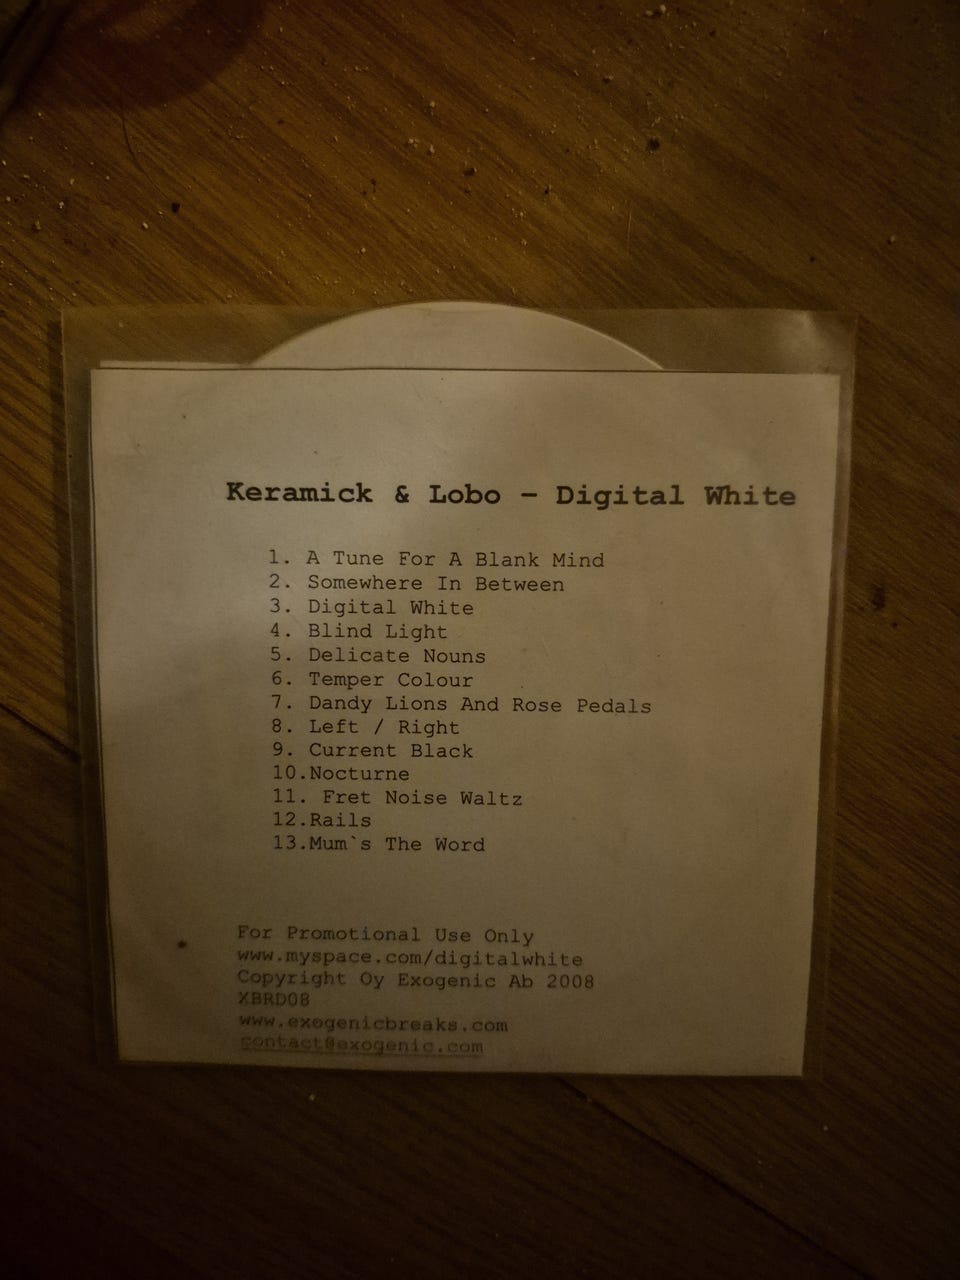 Keramick & Lobo - Digital White
1. A Tune For A Blank Mind
2. Somewhere In Between
3. Digital White
4. Blind Light
5. Delicate Nouns
6. Temper Colour
7. Dandy Lions And Rose Pedals
8. Left / Right
9. Current Black
10.Nocturne
11. Fret Noise Waltz
12.Rails
13.Mum`s The Word
For Promotional Use Only
www.myspace.com/digitalwhite
Copyright Oy Exogenic Ab 2008
XBRD08
www.exogenicbreaks.com
contact@exogenic.com